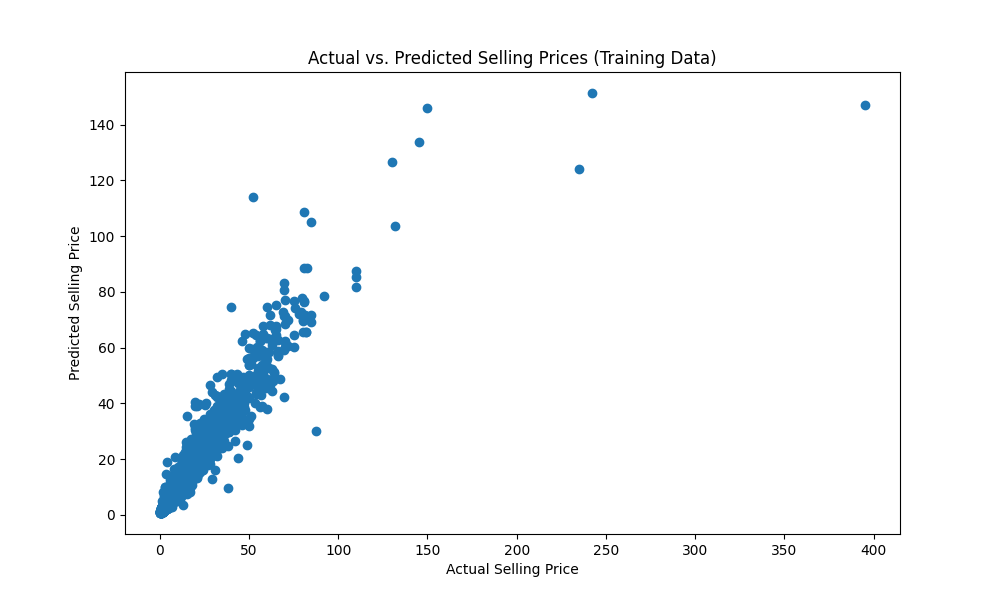 Actual vs. Predicted Selling Prices (Training Data)
140
120
100
80
60
40
20
0
Predicted Selling Price
0 50 100 150 200 250 300 350 400
Actual Selling Price